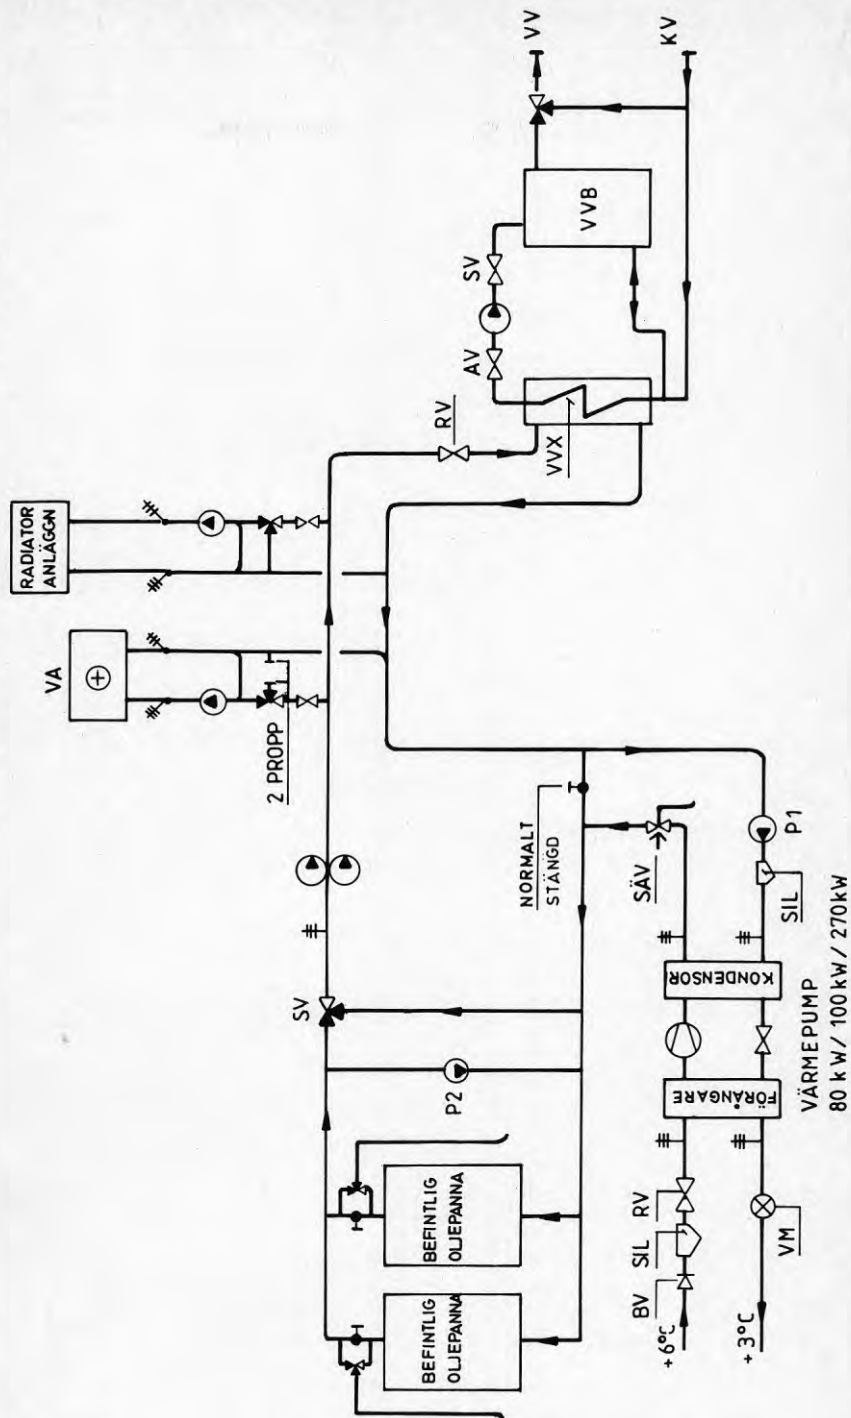 RADIATOR
ANLÄGGN
VA
2 PROPP
RV
AV
SV
VVX
VVB
VV
KV
NORMALT
STÄNGD
SÄV
P1
SIL
KONDENSOR
FÖRÅNGARE
VÄRMEPUMP
80 kW / 100 kW / 270 kW
SV
P2
BEFINTLIG
OLJEPANNA
BEFINTLIG
OLJEPANNA
RV
SIL
BV
VM
+6°C
+3°C